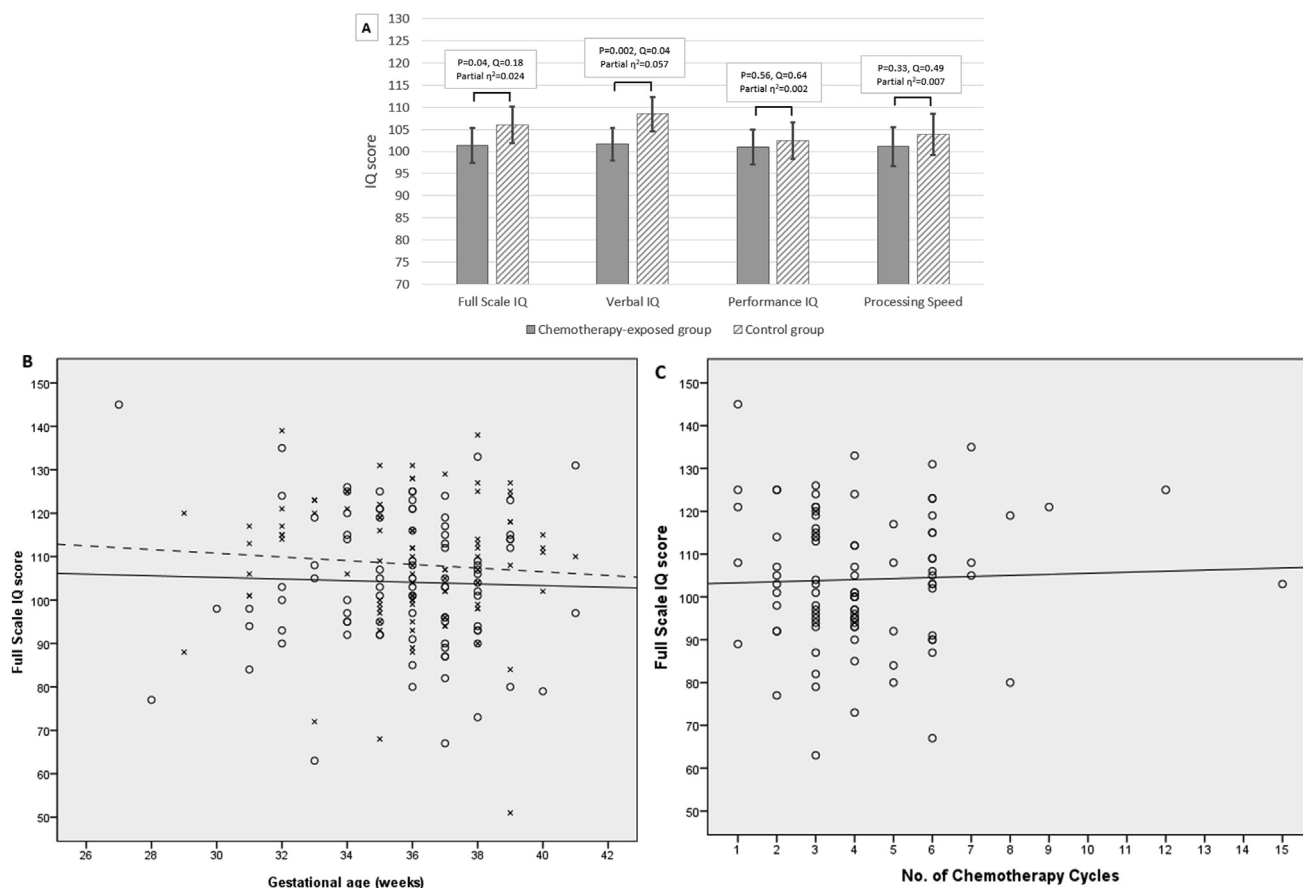 A
130
125
120
115
110
105
100
95
90
85
80
75
70
IQ score
P=0.04, Q=0.18
Partial η²=0.024
P=0.002, Q=0.04
Partial η²=0.057
P=0.56, Q=0.64
Partial η²=0.002
P=0.33, Q=0.49
Partial η²=0.007
Full Scale IQ
Verbal IQ
Performance IQ
Processing Speed
Chemotherapy-exposed group
Control group
B
150
140
130
120
110
100
90
80
70
60
50
Full Scale IQ score
26 28 30 32 34 36 38 40 42
Gestational age (weeks)
C
150
140
130
120
110
100
90
80
70
60
50
Full Scale IQ score
1 2 3 4 5 6 7 8 9 10 11 12 13 14 15
No. of Chemotherapy Cycles